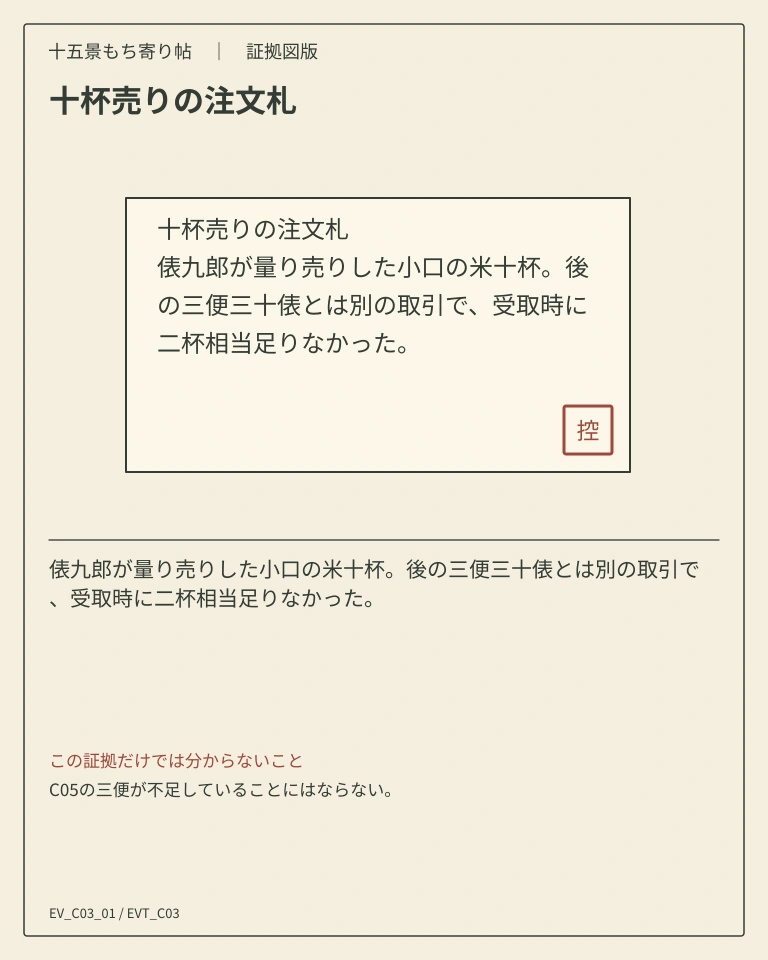 十五景もち寄り帖 ｜ 証拠図版
十杯売りの注文札
十杯売りの注文札
俵九郎が量り売りした小口の米十杯。後
の三便三十俵とは別の取引で、受取時に
二杯相当足りなかった。
控
俵九郎が量り売りした小口の米十杯。後の三便三十俵とは別の取引で
、受取時に二杯相当足りなかった。
この証拠だけでは分からないこと
C05の三便が不足していることにはならない。
EV_C03_01 / EVT_C03